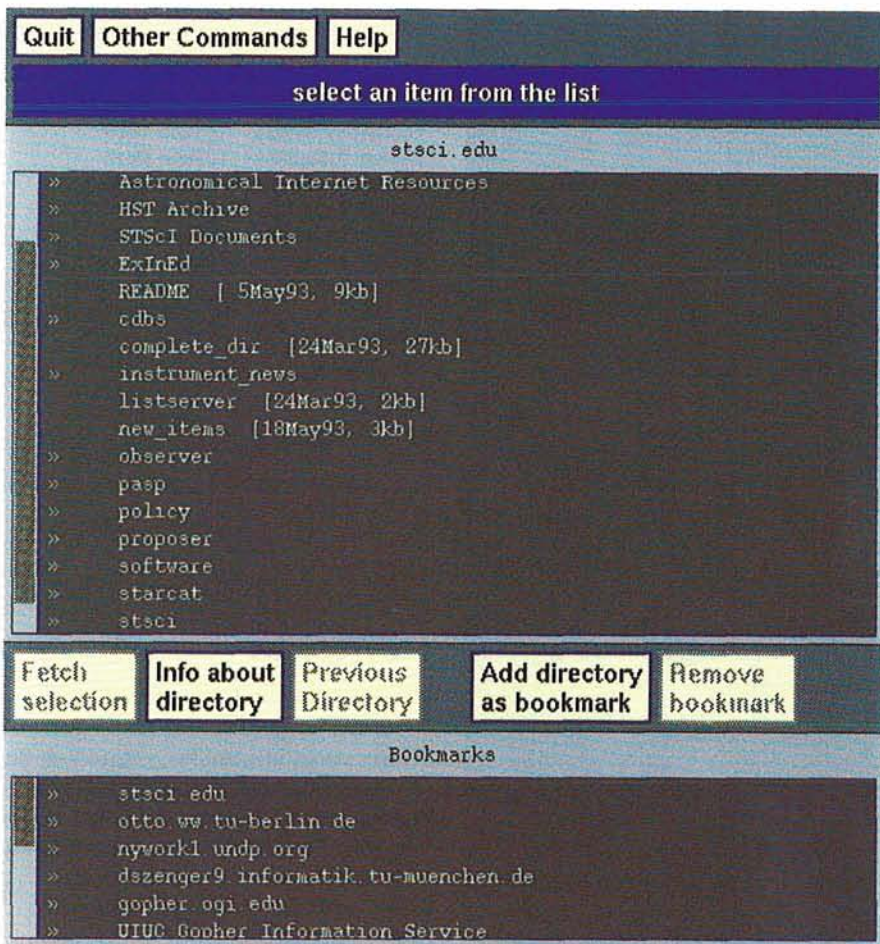 Quit Other Commands Help
select an item from the list
stsci.edu
» Astronomical Internet Resources
» HST Archive
» STScI Documents
» ExInEd
README [ 5May93, 9kb]
» cdbs
complete_dir [24Mar93, 27kb]
» instrument_news
listserver [24Mar93, 2kb]
new_items [18May93, 3kb]
» observer
» pasp
» policy
» proposer
» software
» starcat
» stsci
Fetch selection
Info about directory
Previous Directory
Add directory as bookmark
Remove bookmark
Bookmarks
» stsci.edu
» otto.ww.tu-berlin.de
» nywork1.undp.org
» dszenger9.informatik.tu-muenchen.de
» gopher.ogi.edu
» UIUC Gopher Information Service